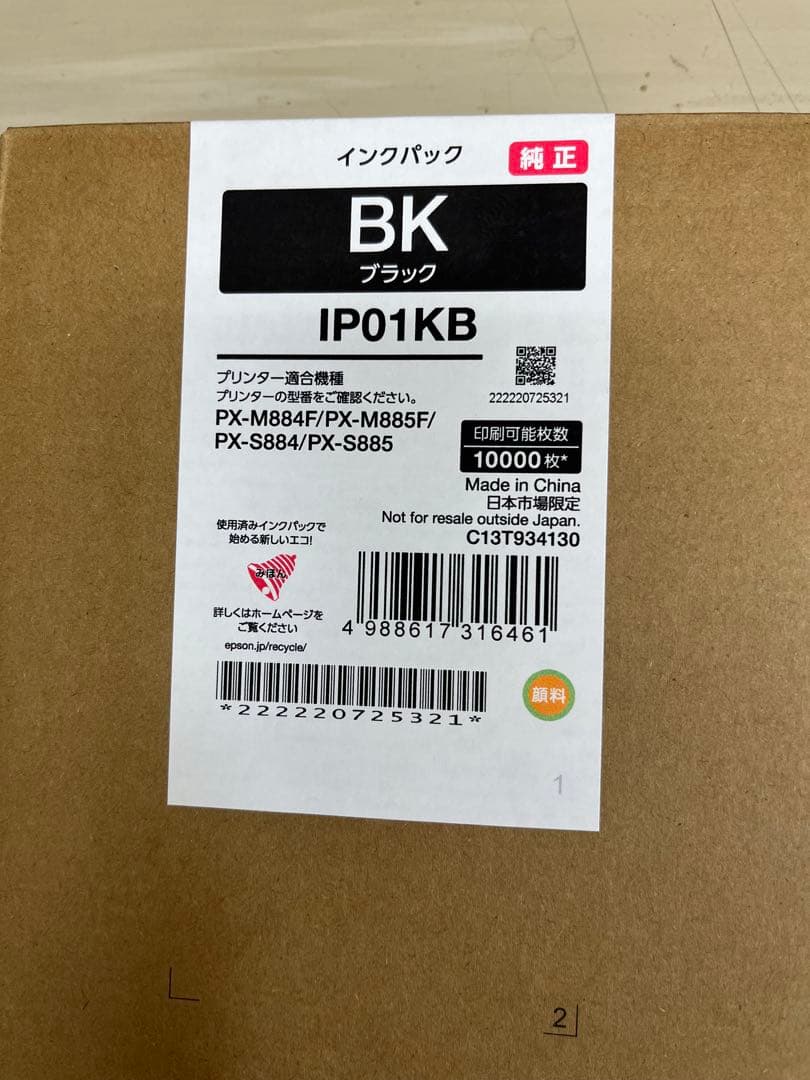 インクパック
純正
BK
ブラック
IP01KB
プリンター適合機種
プリンターの型番をご確認ください。
PX-M884F/PX-M885F/
PX-S884/PX-S885
222220725321
印刷可能枚数
10000枚*
Made in China
日本市場限定
Not for resale outside Japan.
C13T934130
使用済みインクパックで
始める新しいエコ!
みほん
詳しくはホームページを
ご覧ください
epson.jp/recycle/
4 988617 316461
*222220725321*
顔料
1
2